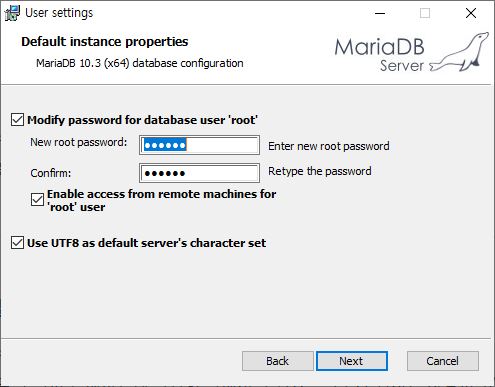 User settings
Default instance properties
MariaDB 10.3 (x64) database configuration
MariaDB
Server
Modify password for database user 'root'
New root password: ●●●●●● Enter new root password
Confirm: ●●●●●● Retype the password
Enable access from remote machines for
'root' user
Use UTF8 as default server's character set
Back Next Cancel